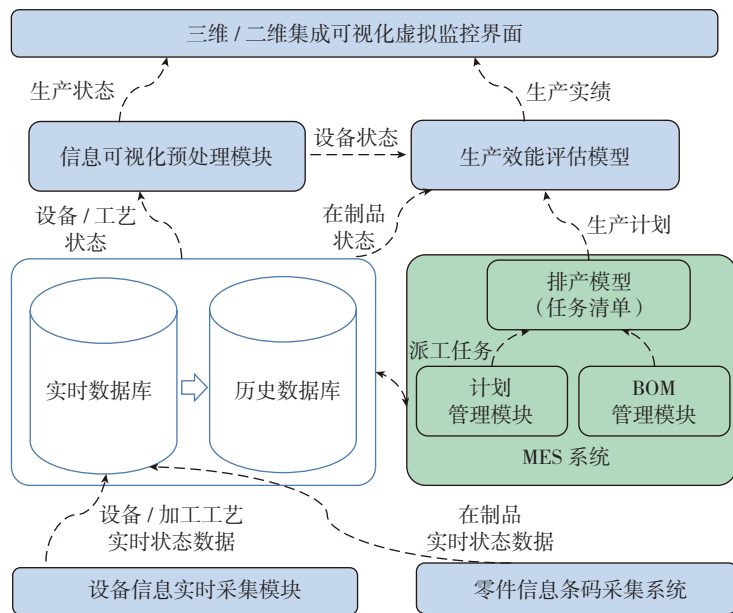 三维 / 二维集成可视化虚拟监控界面
生产状态
生产实绩
信息可视化预处理模块
设备状态
生产效能评估模型
设备 / 工艺
状态
在制品
状态
生产计划
排产模型
（任务清单）
派工任务
实时数据库
历史数据库
计划
管理模块
BOM
管理模块
MES 系统
设备 / 加工工艺
实时状态数据
在制品
实时状态数据
设备信息实时采集模块
零件信息条码采集系统